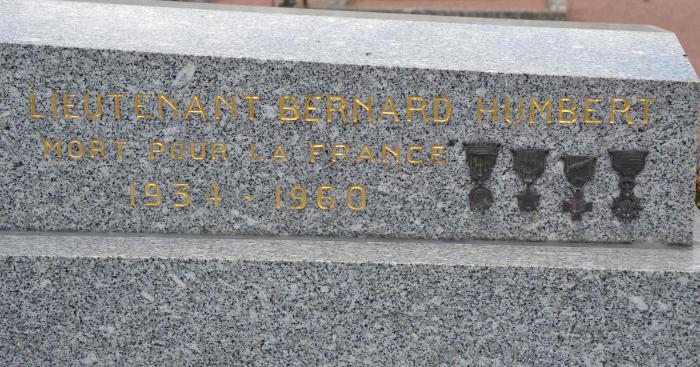 LIEUTENANT BERNARD HUMBERT
MORT POUR LA FRANCE
1934 - 1960